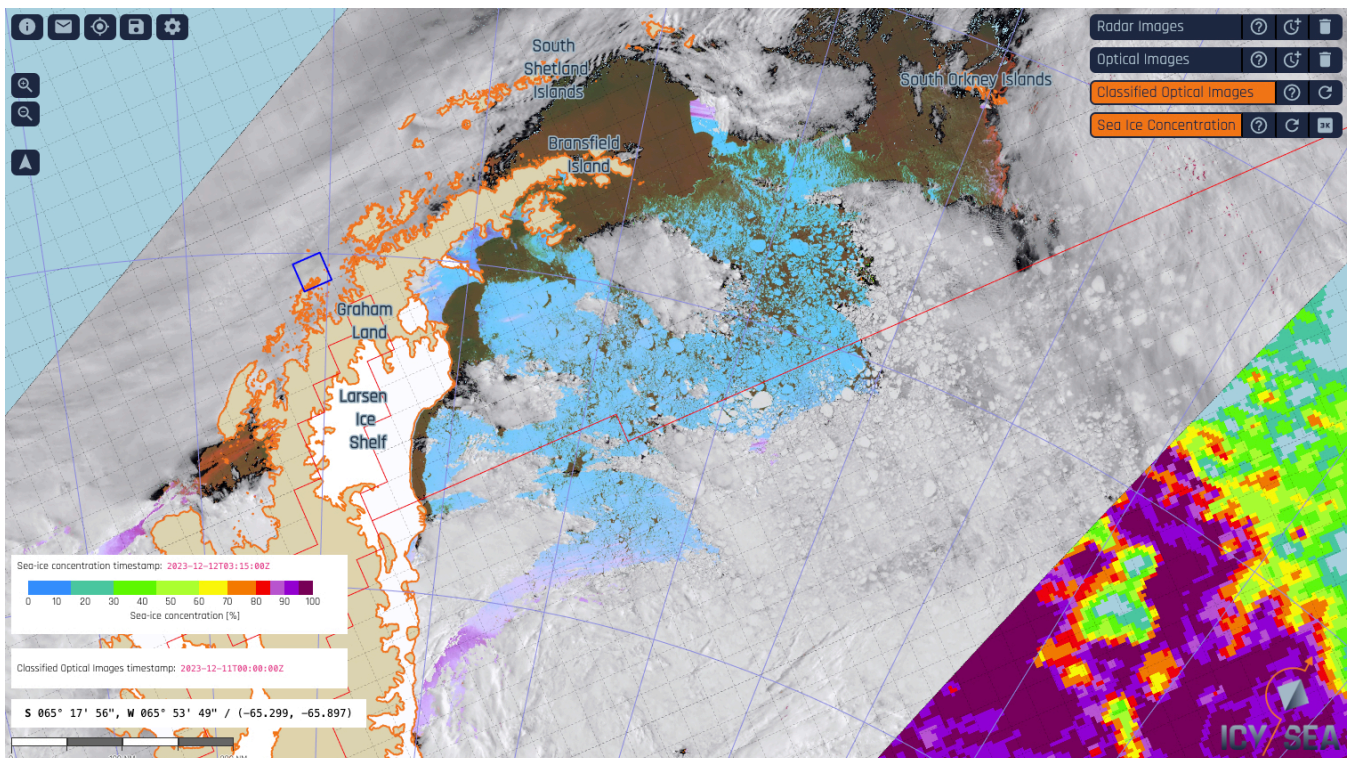 Radar Images
Optical Images
Classified Optical Images
Sea Ice Concentration
3K
South
Shetland
Islands
South Orkney Islands
Bransfield
Island
Graham
Land
Larsen
Ice
Shelf
Sea-ice concentration timestamp: 2023-12-12T03:15:00Z
0 10 20 30 40 50 60 70 80 90 100
Sea-ice concentration [%]
Classified Optical Images timestamp: 2023-12-11T00:00:00Z
S 065° 17' 56", W 065° 53' 49" / (-65.299, -65.897)
ICY SEA